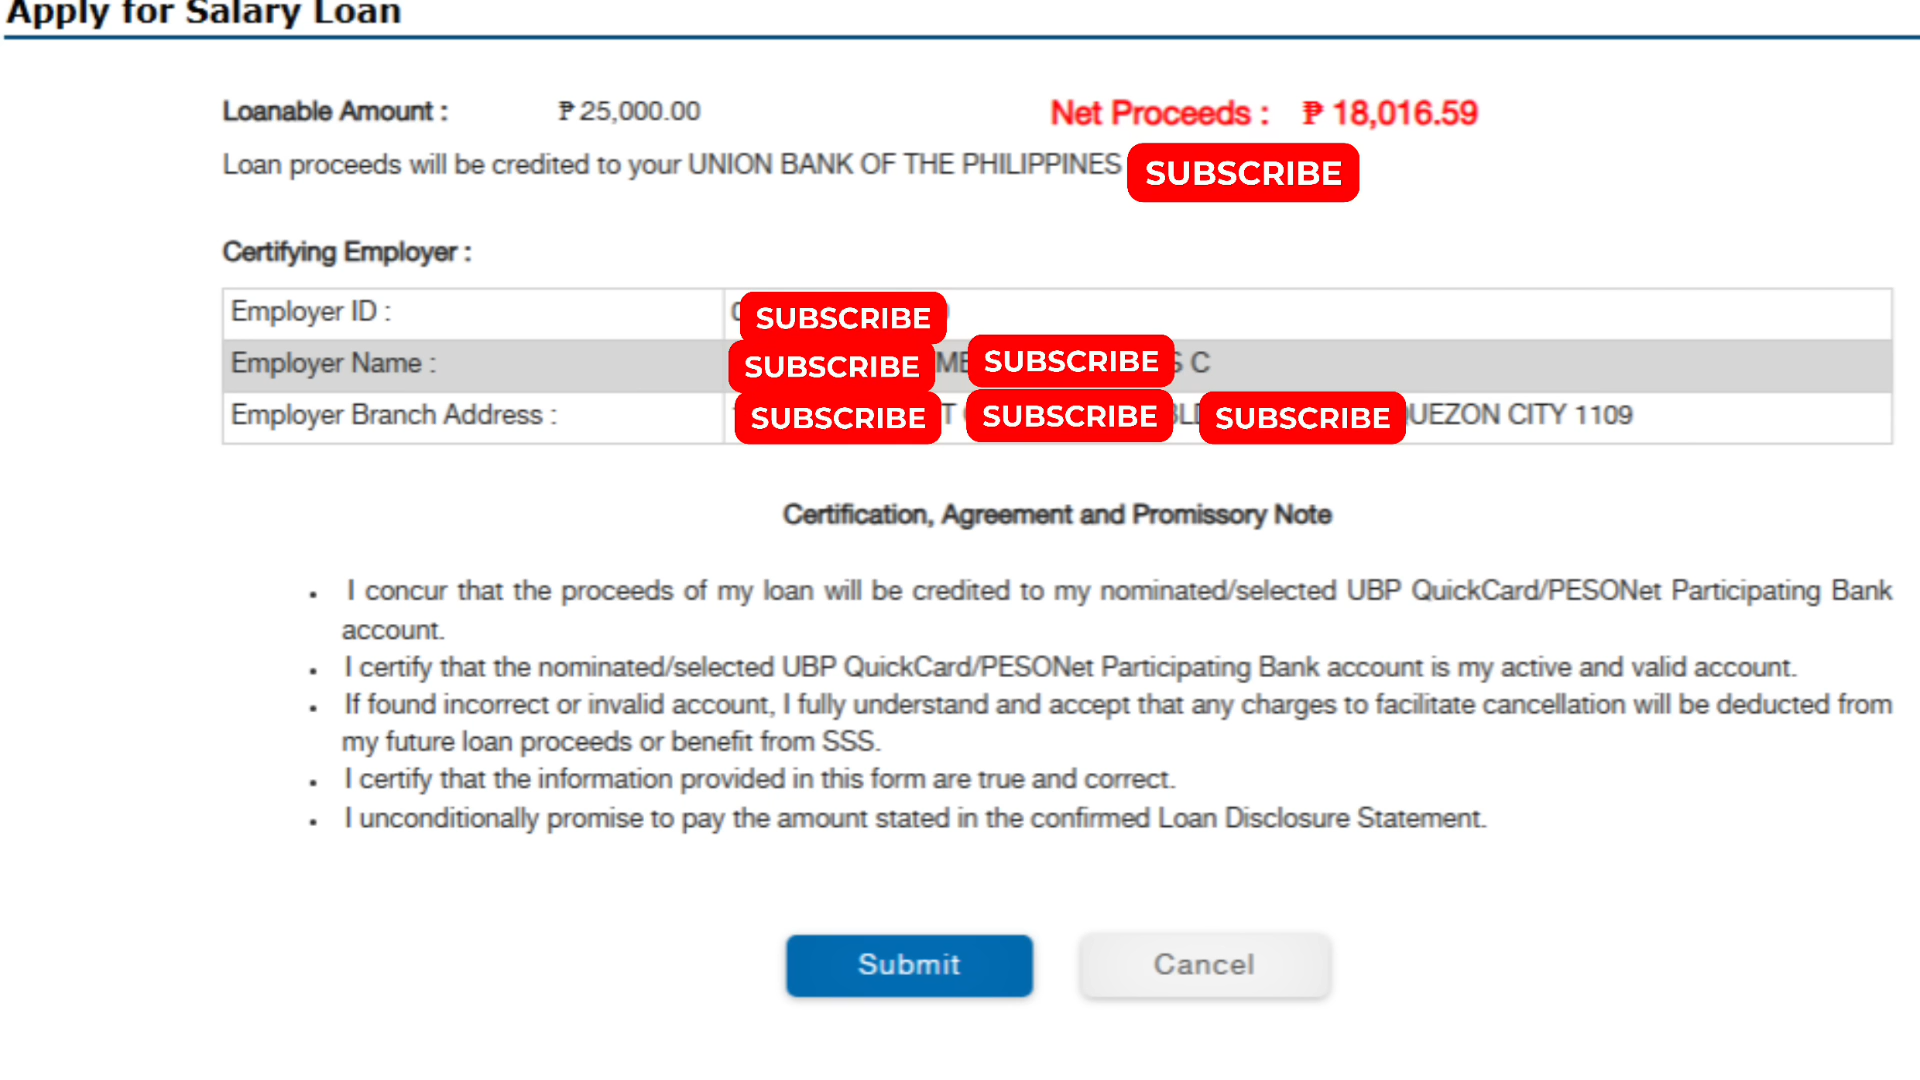 Apply for Salary Loan
Loanable Amount : ₱ 25,000.00 Net Proceeds : ₱ 18,016.59
Loan proceeds will be credited to your UNION BANK OF THE PHILIPPINES SUBSCRIBE
Certifying Employer :
Employer ID : SUBSCRIBE
Employer Name : SUBSCRIBE ME SUBSCRIBE S C
Employer Branch Address : SUBSCRIBE T SUBSCRIBE SUBSCRIBE UEZON CITY 1109
Certification, Agreement and Promissory Note
• I concur that the proceeds of my loan will be credited to my nominated/selected UBP QuickCard/PESONet Participating Bank
account.
• I certify that the nominated/selected UBP QuickCard/PESONet Participating Bank account is my active and valid account.
• If found incorrect or invalid account, I fully understand and accept that any charges to facilitate cancellation will be deducted from
my future loan proceeds or benefit from SSS.
• I certify that the information provided in this form are true and correct.
• I unconditionally promise to pay the amount stated in the confirmed Loan Disclosure Statement.
Submit Cancel